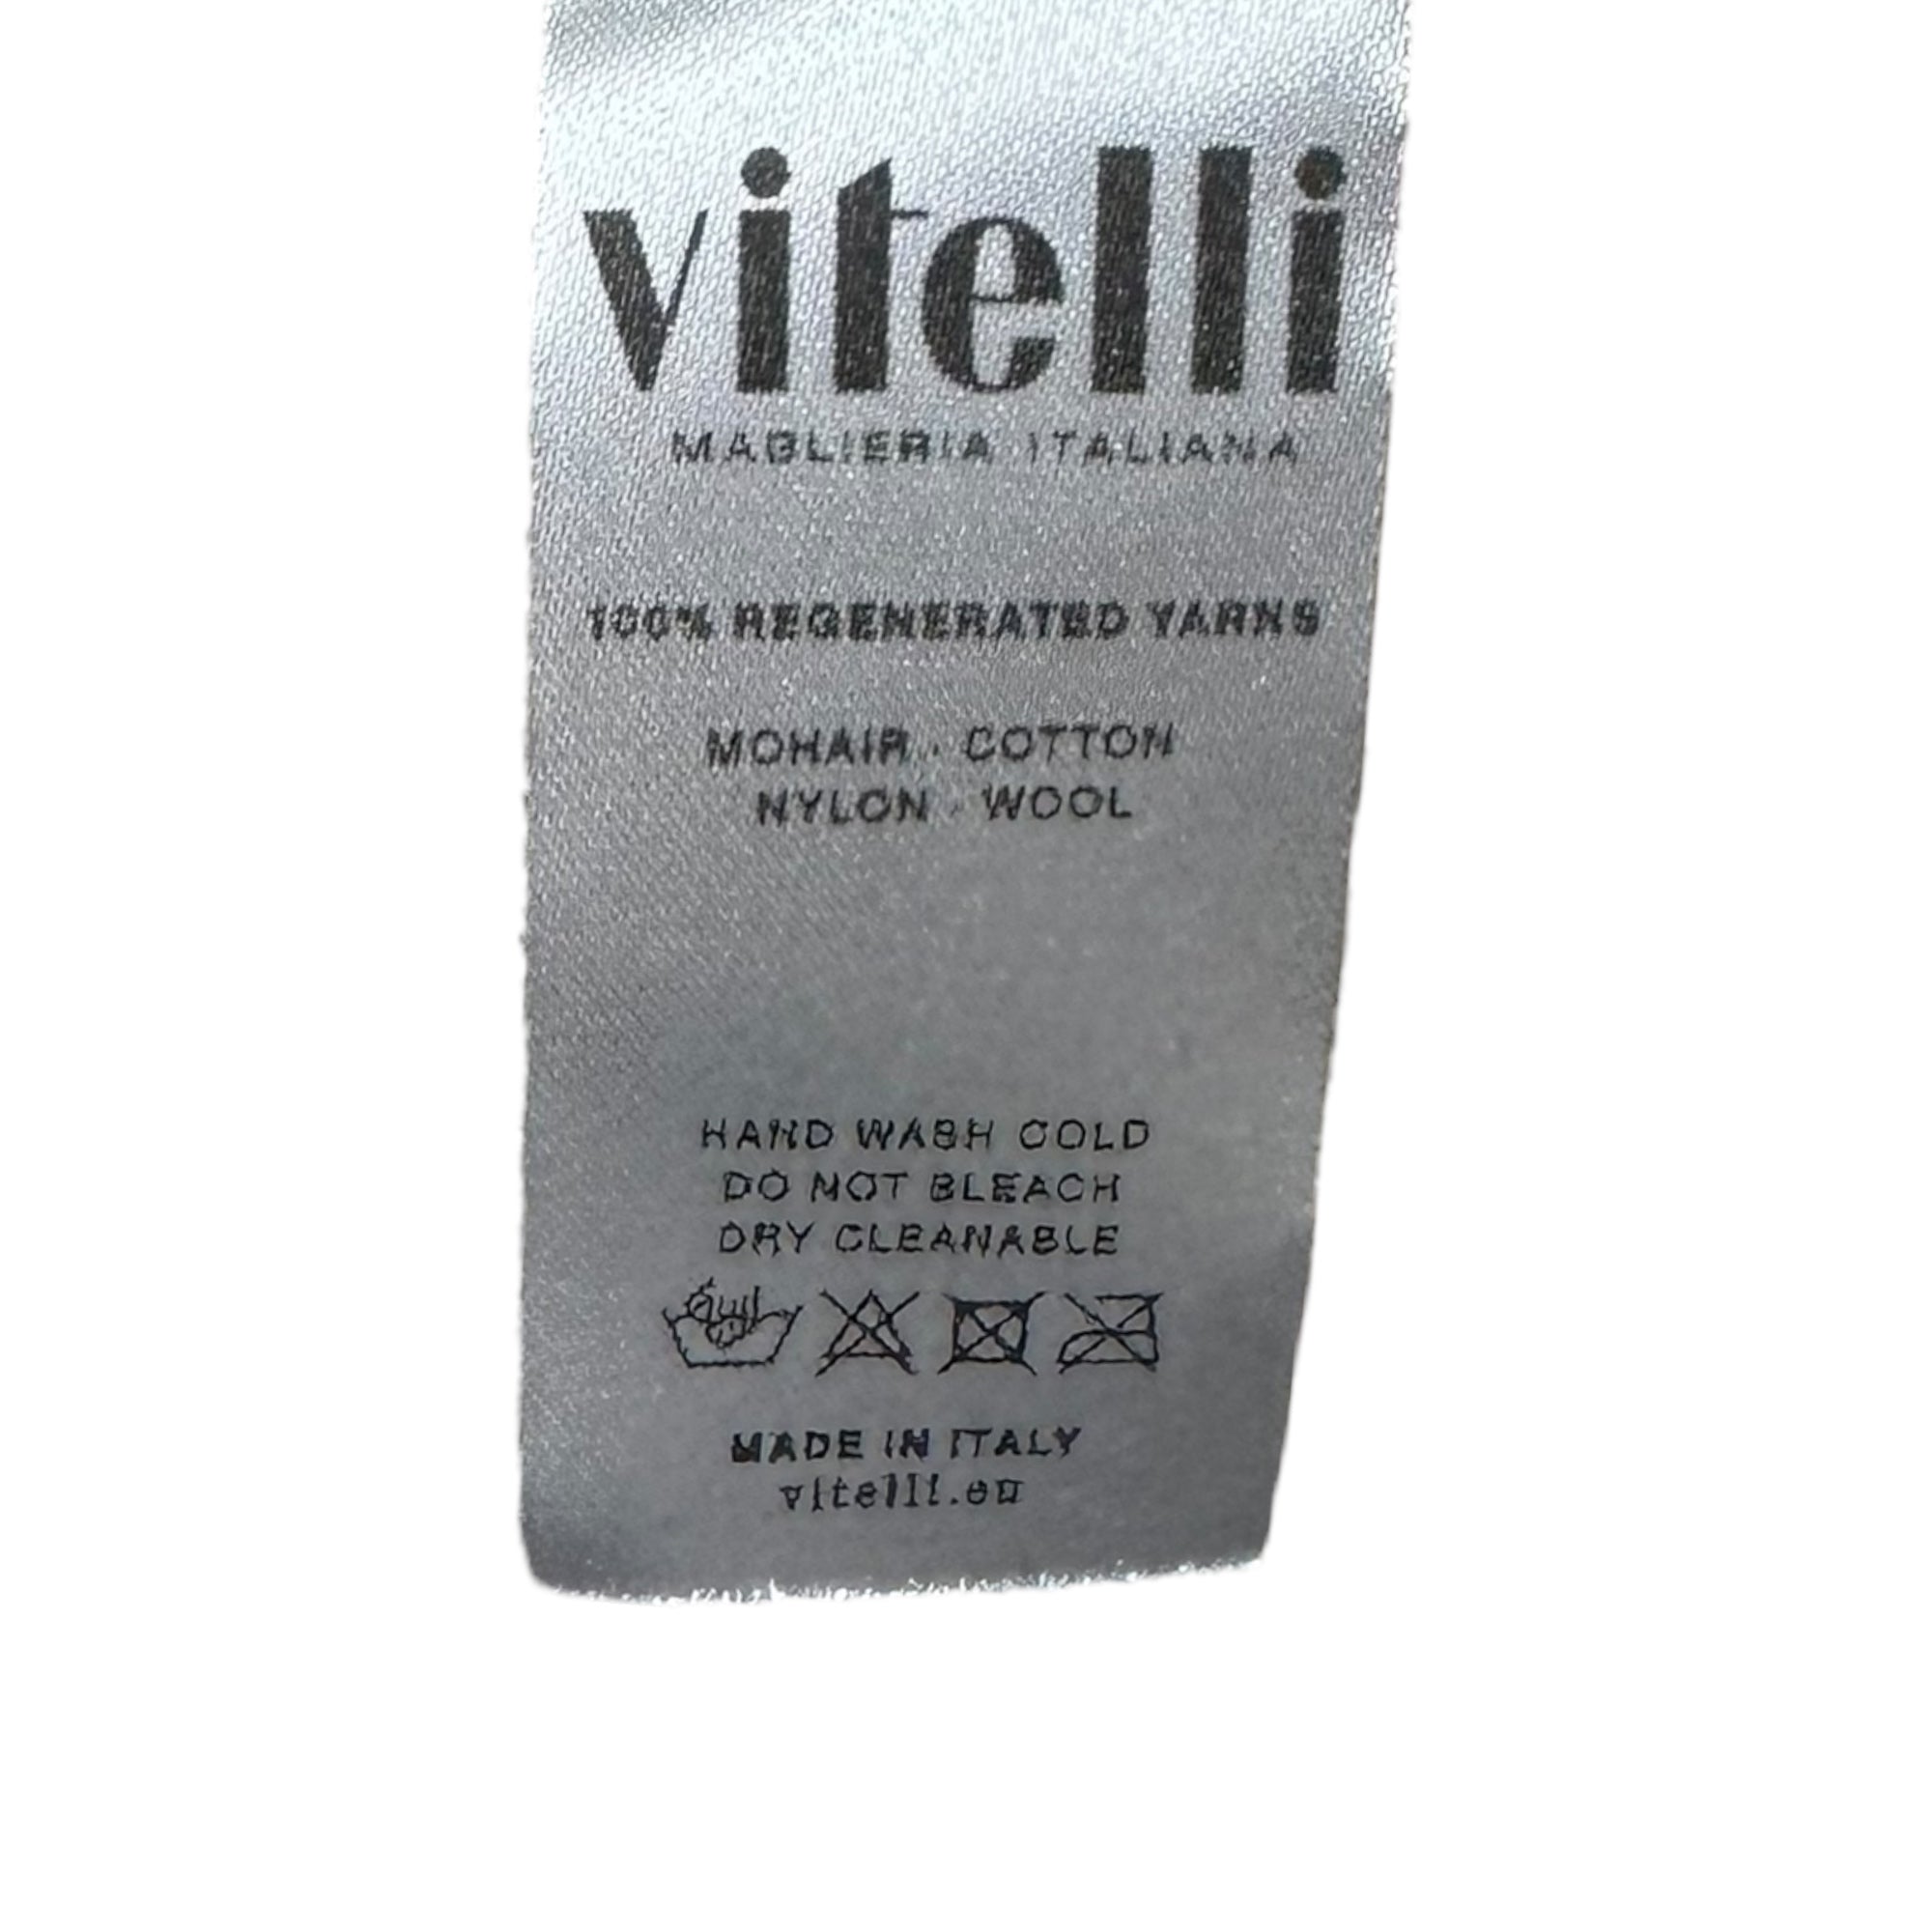 vitelli
MAGLIERIA ITALIANA
100% REGENERATED YARNS
MOHAIR · COTTON
NYLON · WOOL
HAND WASH COLD
DO NOT BLEACH
DRY CLEANABLE
MADE IN ITALY
vitelli.eu